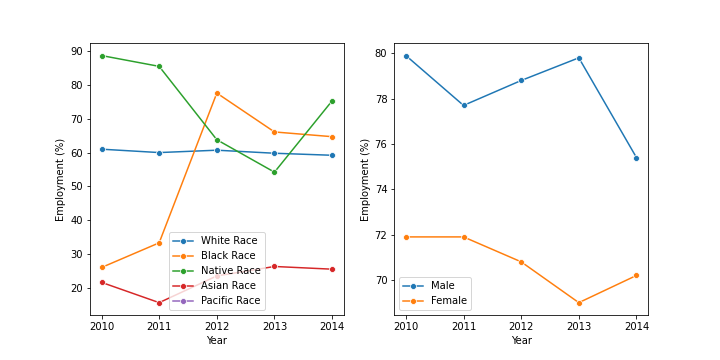 90
80
70
60
50
40
30
20
Employment (%)
2010 2011 2012 2013 2014
Year
White Race
Black Race
Native Race
Asian Race
Pacific Race
80
78
76
74
72
70
Employment (%)
2010 2011 2012 2013 2014
Year
Male
Female